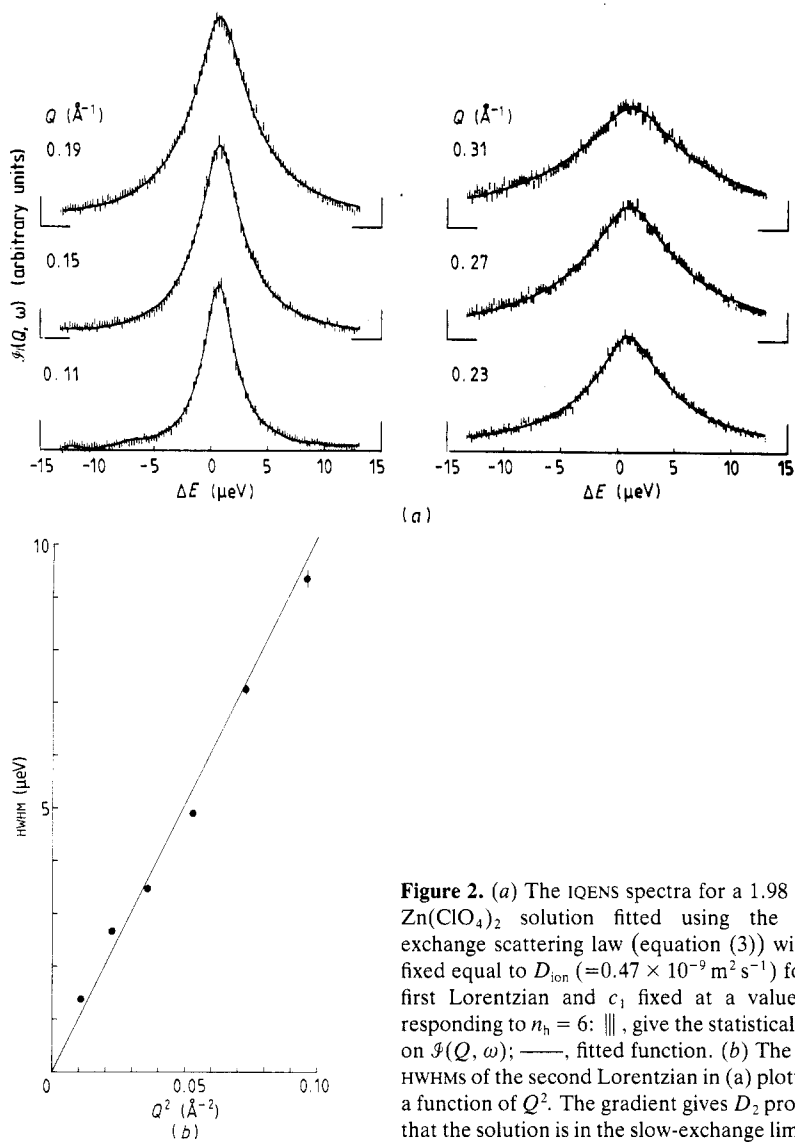 Q (Å⁻¹)
0.19
0.15
0.11
𝒮(Q, ω) (arbitrary units)
-15 -10 -5 0 5 10 15
ΔE (µeV)
0.31
0.27
0.23
-15 -10 -5 0 5 10 15
ΔE (µeV)
(a)
10
5
0
HWHM (µeV)
0.05 0.10
Q² (Å⁻²)
(b)
Figure 2. (a) The IQENS spectra for a 1.98
Zn(ClO₄)₂ solution fitted using the
exchange scattering law (equation (3)) wi
fixed equal to D_ion (=0.47 × 10⁻⁹ m² s⁻¹) fo
first Lorentzian and c₁ fixed at a value
responding to n_h = 6: |||, give the statistical
on 𝒮(Q, ω); ——, fitted function. (b) The
HWHMs of the second Lorentzian in (a) plot
a function of Q². The gradient gives D₂ pro
that the solution is in the slow-exchange lim